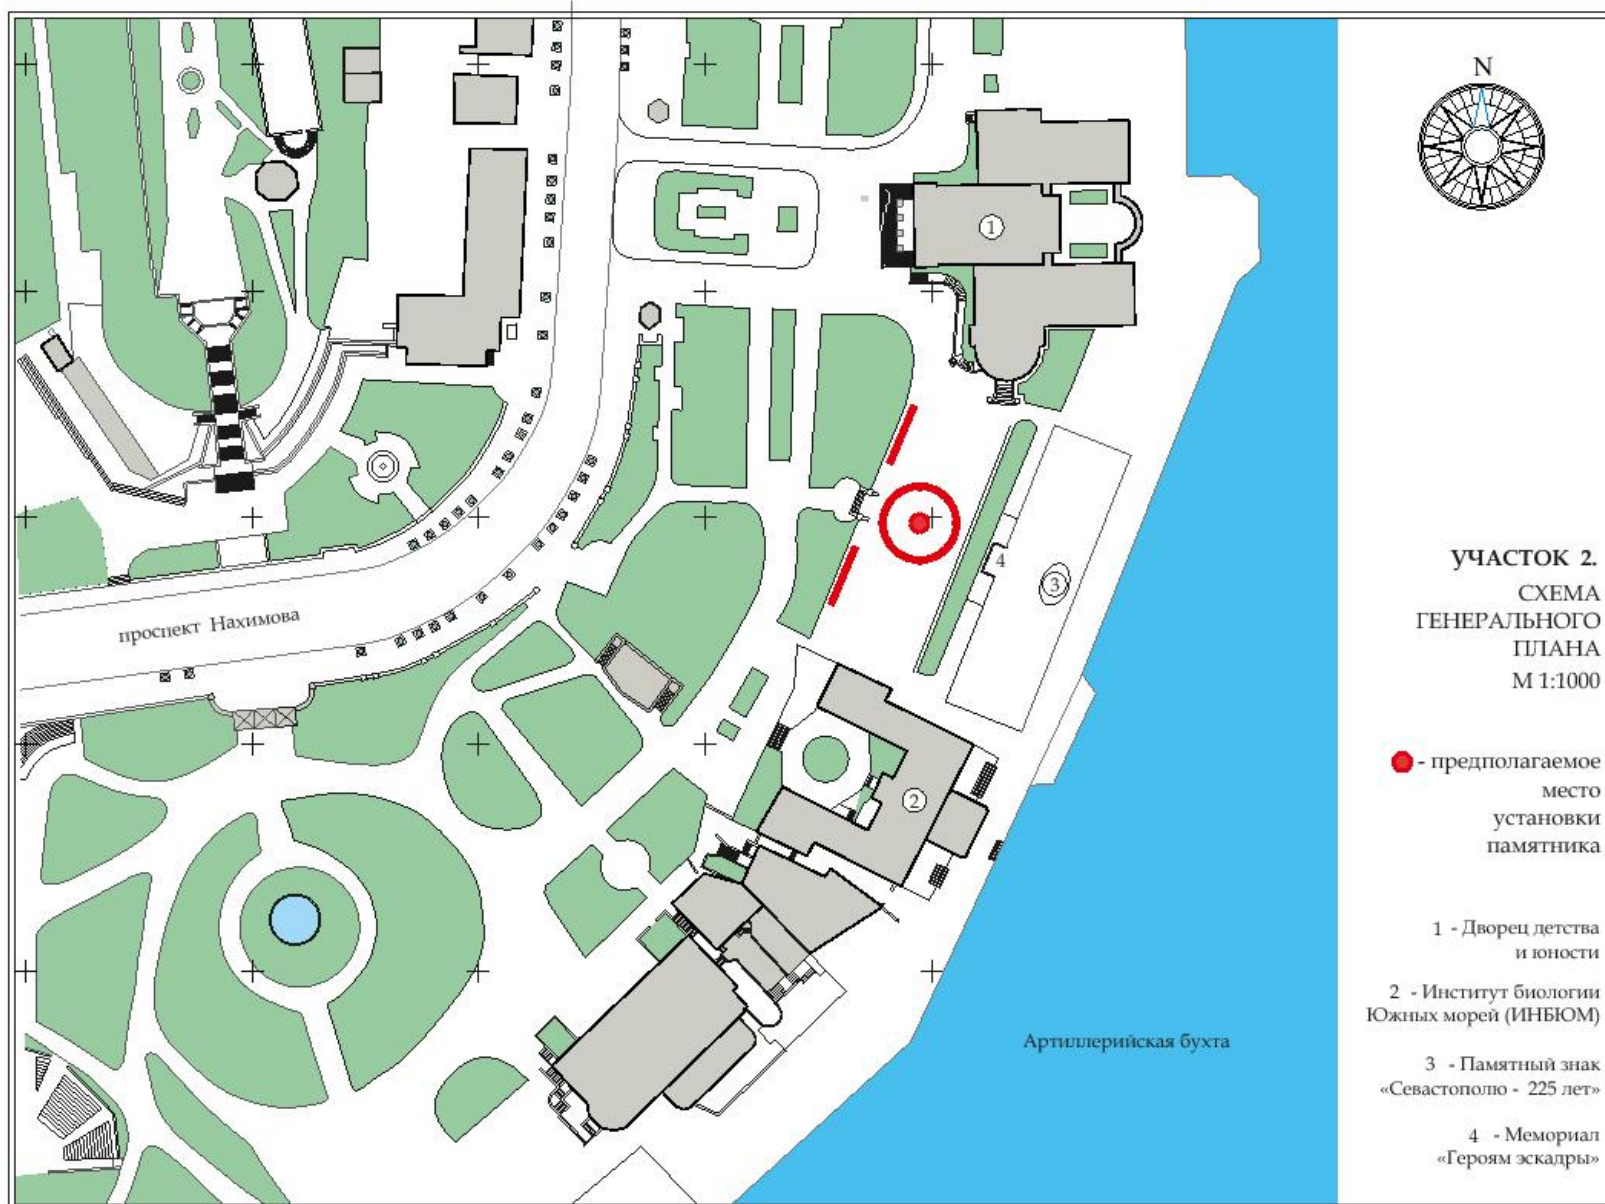 N
1
УЧАСТОК 2.
СХЕМА
ГЕНЕРАЛЬНОГО
ПЛАНА
М 1:1000
4
3
проспект Нахимова
- предполагаемое
место
установки
памятника
2
1 - Дворец детства
и юности
2 - Институт биологии
Южных морей (ИНБЮМ)
Артиллерийская бухта
3 - Памятный знак
«Севастополю - 225 лет»
4 - Мемориал
«Героям эскадры»